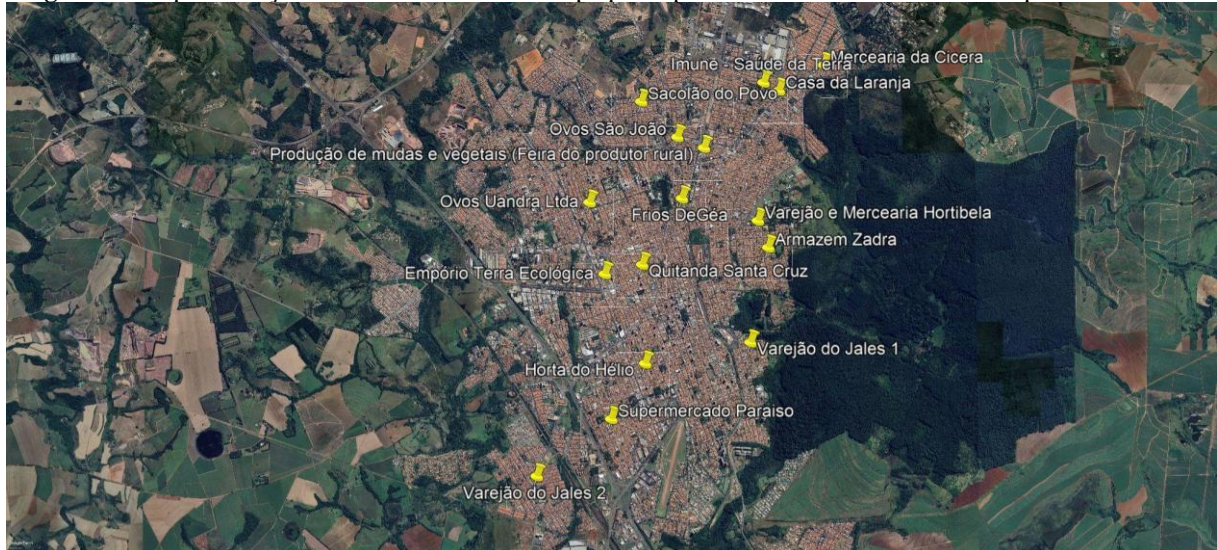 Mercearia da Cicera
Imune - Saúde da Terra
Casa da Laranja
Sacolão do Povo
Ovos São João
Produção de mudas e vegetais (Feira do produtor rural)
Ovos Uandra Ltda
Frios DeGéa
Varejão e Mercearia Hortibela
Armazem Zadra
Quitanda Santa Cruz
Empório Terra Ecológica
Varejão do Jales 1
Horta do Hélio
Supermercado Paraiso
Varejão do Jales 2